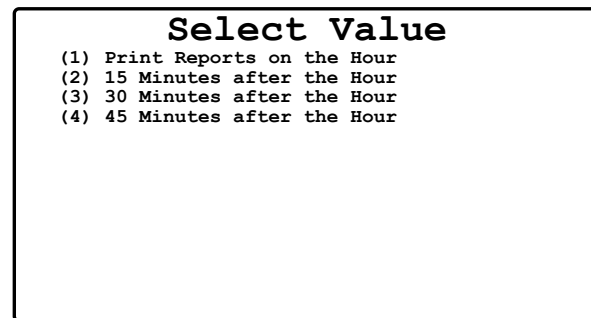 Select Value
(1) Print Reports on the Hour
(2) 15 Minutes after the Hour
(3) 30 Minutes after the Hour
(4) 45 Minutes after the Hour